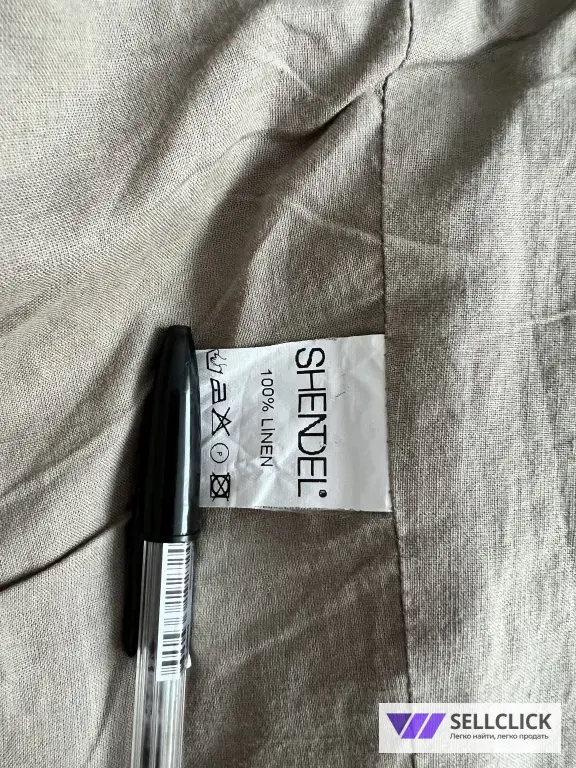 SHENDEL®
100% LINEN
P
SELLCLICK
Легко найти, легко продать